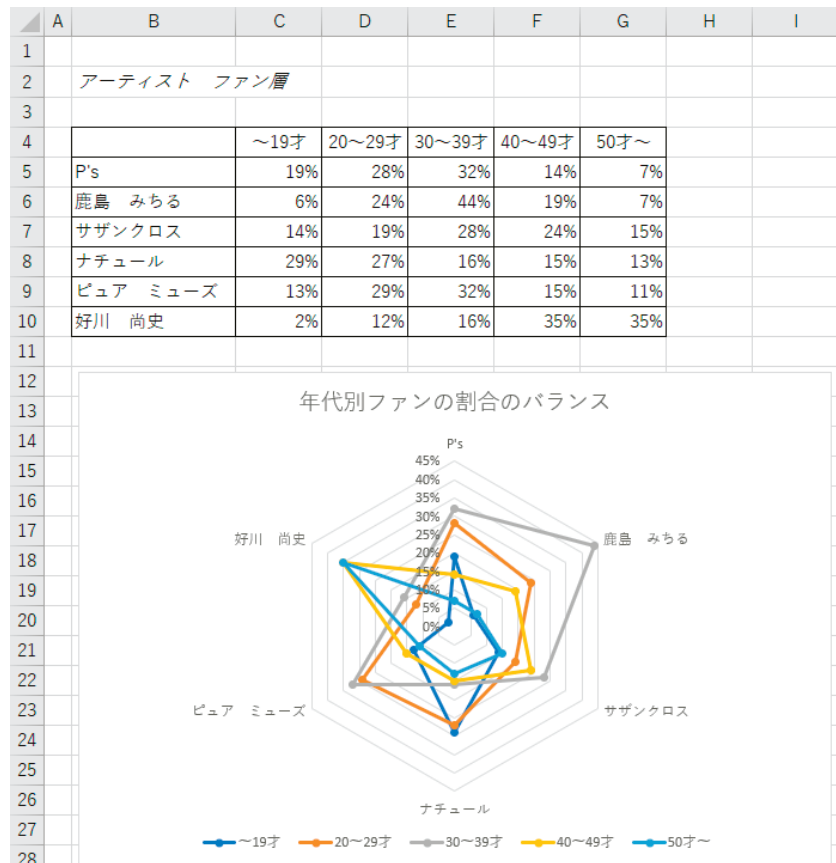 A B C D E F G H I
1
2 アーティスト　ファン層
3
4 ～19才 20～29才 30～39才 40～49才 50才～
5 P's 19% 28% 32% 14% 7%
6 鹿島　みちる 6% 24% 44% 19% 7%
7 サザンクロス 14% 19% 28% 24% 15%
8 ナチュール 29% 27% 16% 15% 13%
9 ピュア　ミューズ 13% 29% 32% 15% 11%
10 好川　尚史 2% 12% 16% 35% 35%
11
12
13 年代別ファンの割合のバランス
14 P's
15 45%
16 40%
35%
17 30%
好川　尚史 鹿島　みちる
18 25%
19 20%
15%
20 10%
5%
21 0%
22
23 ピュア　ミューズ サザンクロス
24
25
26 ナチュール
27 ～19才 20～29才 30～39才 40～49才 50才～
28